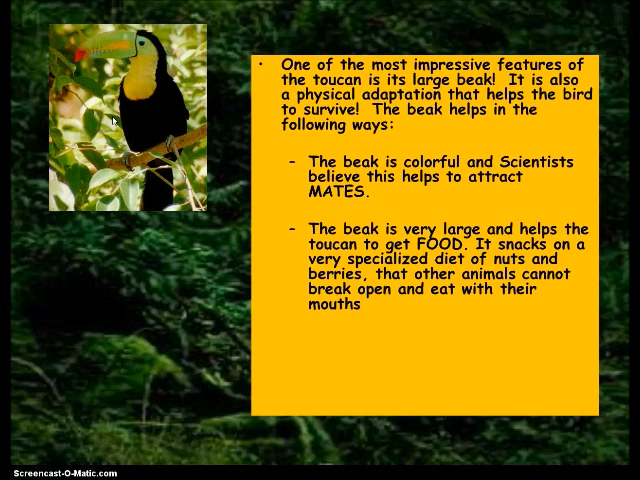 • One of the most impressive features of
the toucan is its large beak!  It is also
a physical adaptation that helps the bird
to survive!  The beak helps in the
following ways:
– The beak is colorful and Scientists
believe this helps to attract
MATES.
– The beak is very large and helps the
toucan to get FOOD. It snacks on a
very specialized diet of nuts and
berries, that other animals cannot
break open and eat with their
mouths
Screencast-O-Matic.com